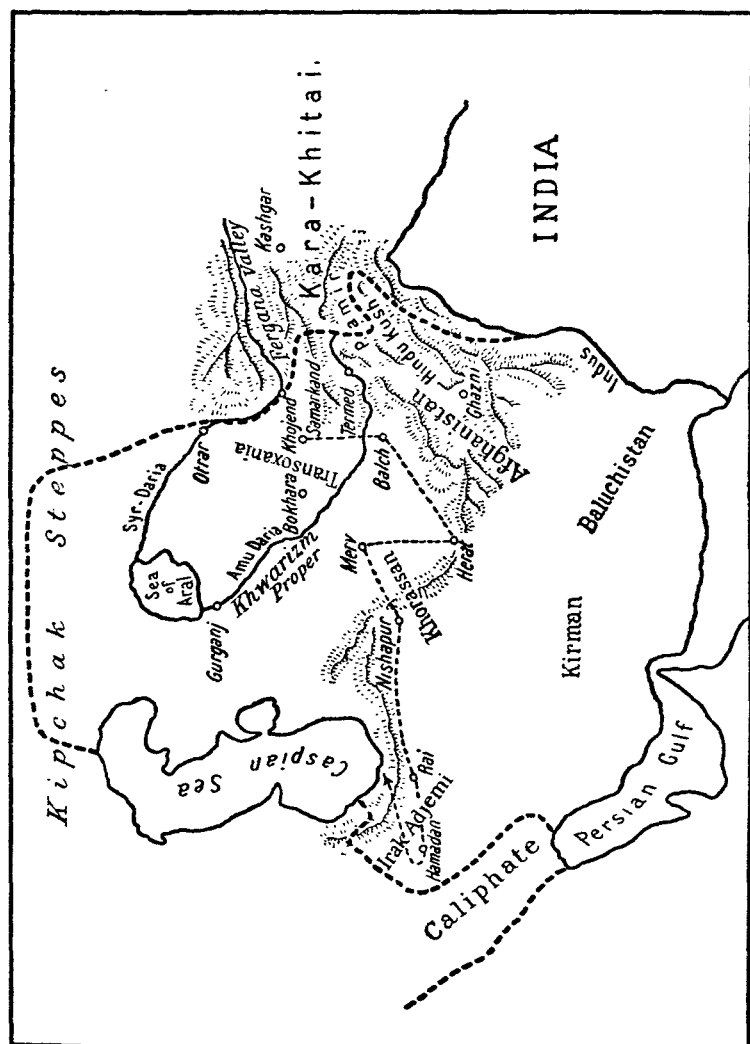 Kipchak Steppes
Syr-Daria
Otrar
Fergana Valley
Kashgar
Kara-Khitai.
Sea
of
Aral
Amu Daria
Khwarizm
Proper
Gurganj
Bokhara
Transoxania
Khojend
Samarkand
Termed
Pamir
Caspian
Sea
Merv
Balch
Hindu Kush
Afghanistan
Ghazni
Nishapur
Khorassan
Herat
Indus
INDIA
Irak Adjemi
Rai
Hamadan
Kirman
Baluchistan
Caliphate
Persian Gulf